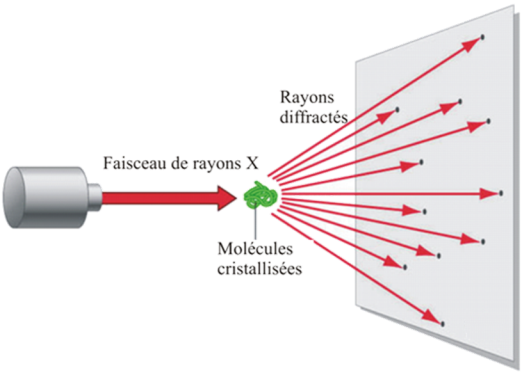 Rayons
diffractés
Faisceau de rayons X
Molécules
cristallisées